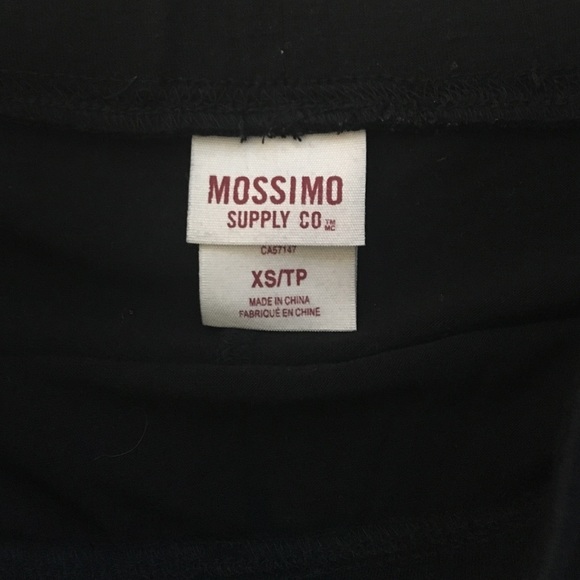 MOSSIMO
SUPPLY CO ™ MC
CA57147
XS/TP
MADE IN CHINA
FABRIQUÉ EN CHINE